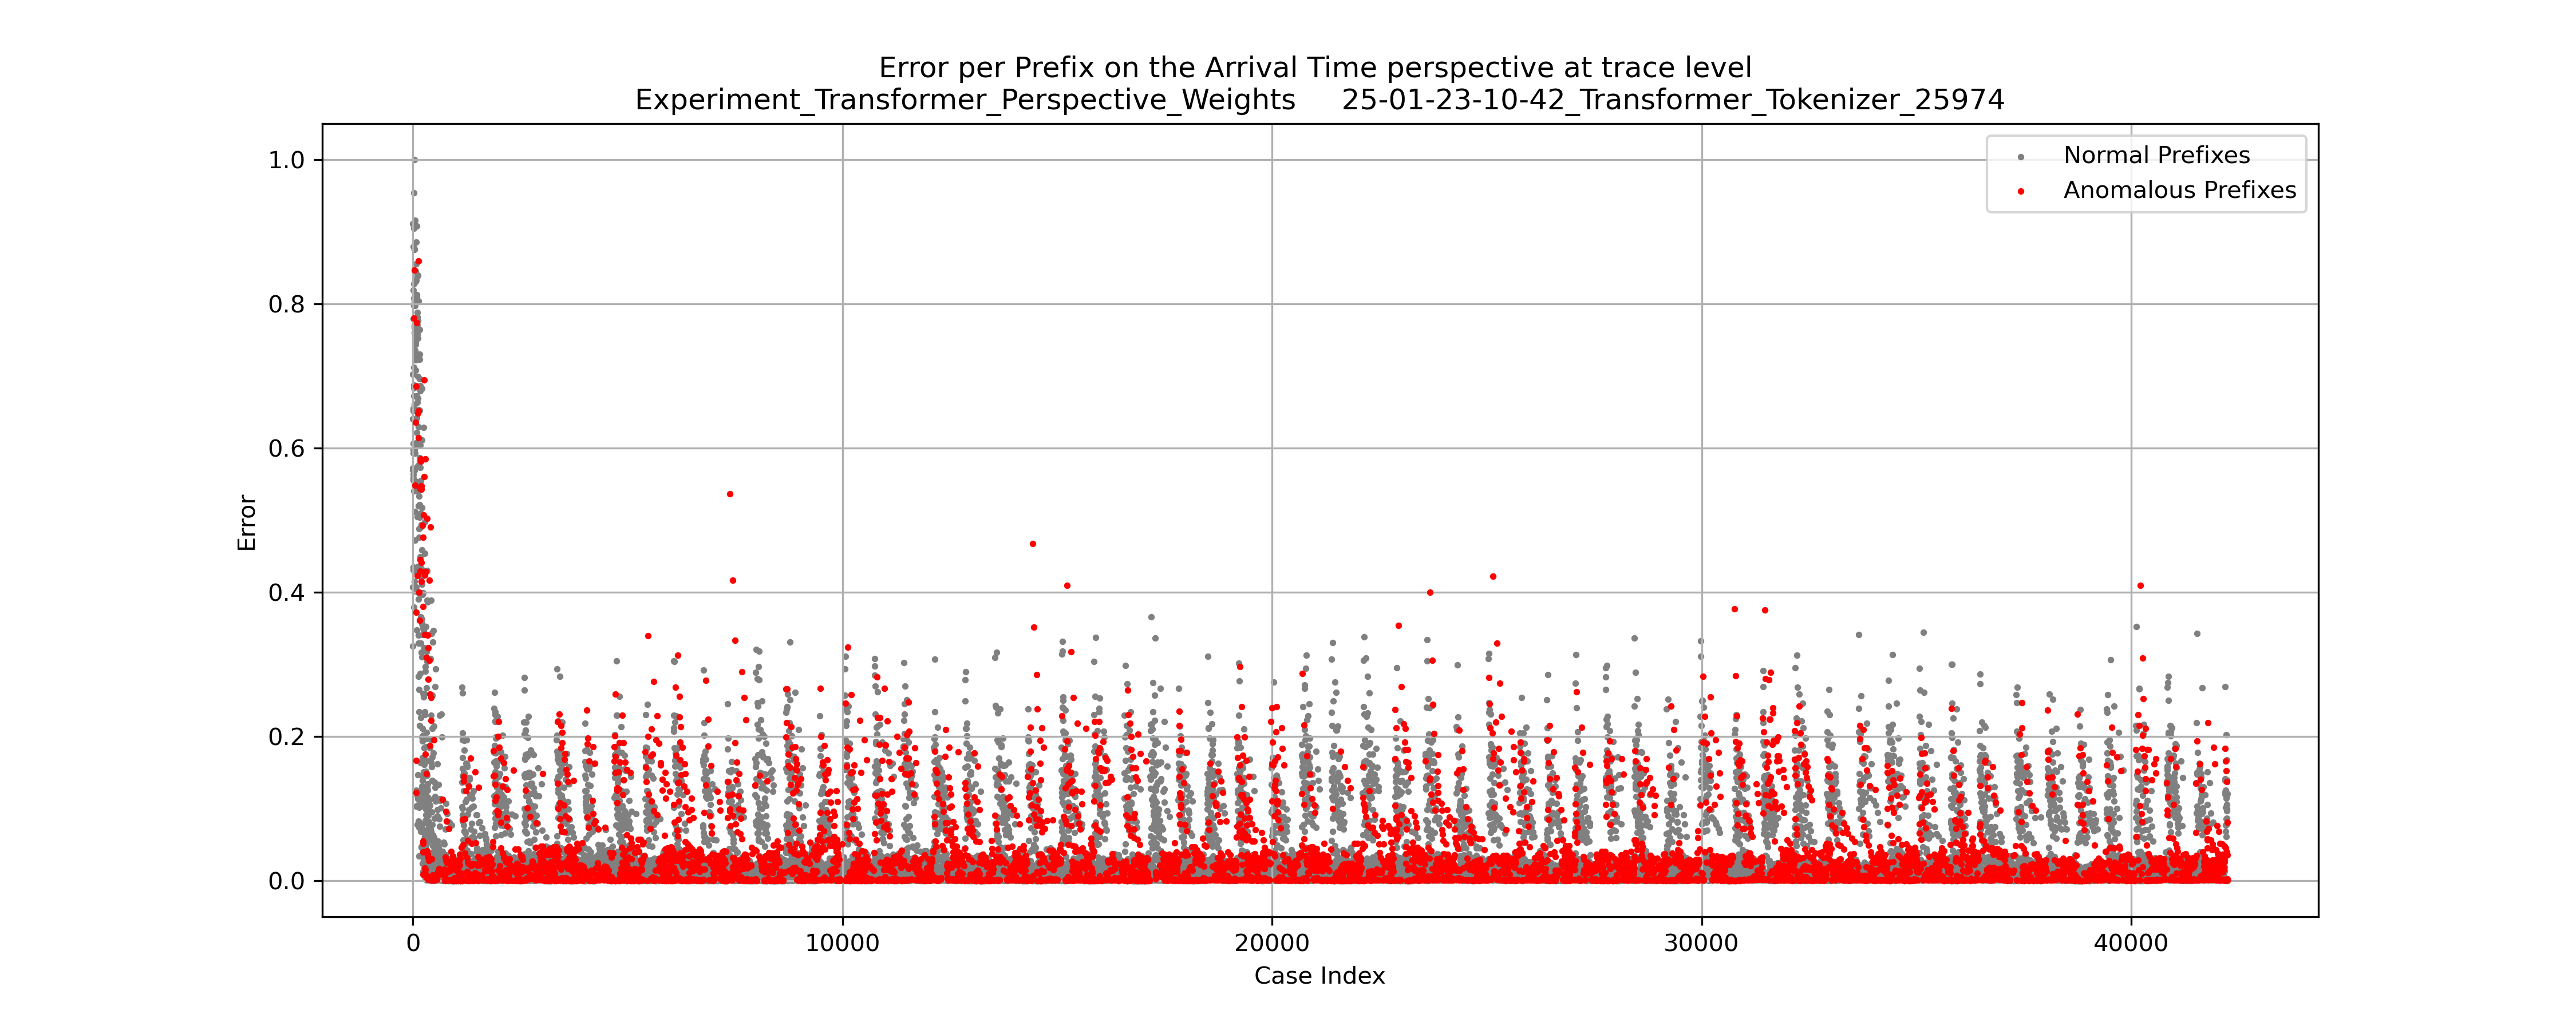 Error per Prefix on the Arrival Time perspective at trace level
Experiment_Transformer_Perspective_Weights 25-01-23-10-42_Transformer_Tokenizer_25974
Normal Prefixes
Anomalous Prefixes
1.0
0.8
0.6
0.4
0.2
0.0
Error
0 10000 20000 30000 40000
Case Index